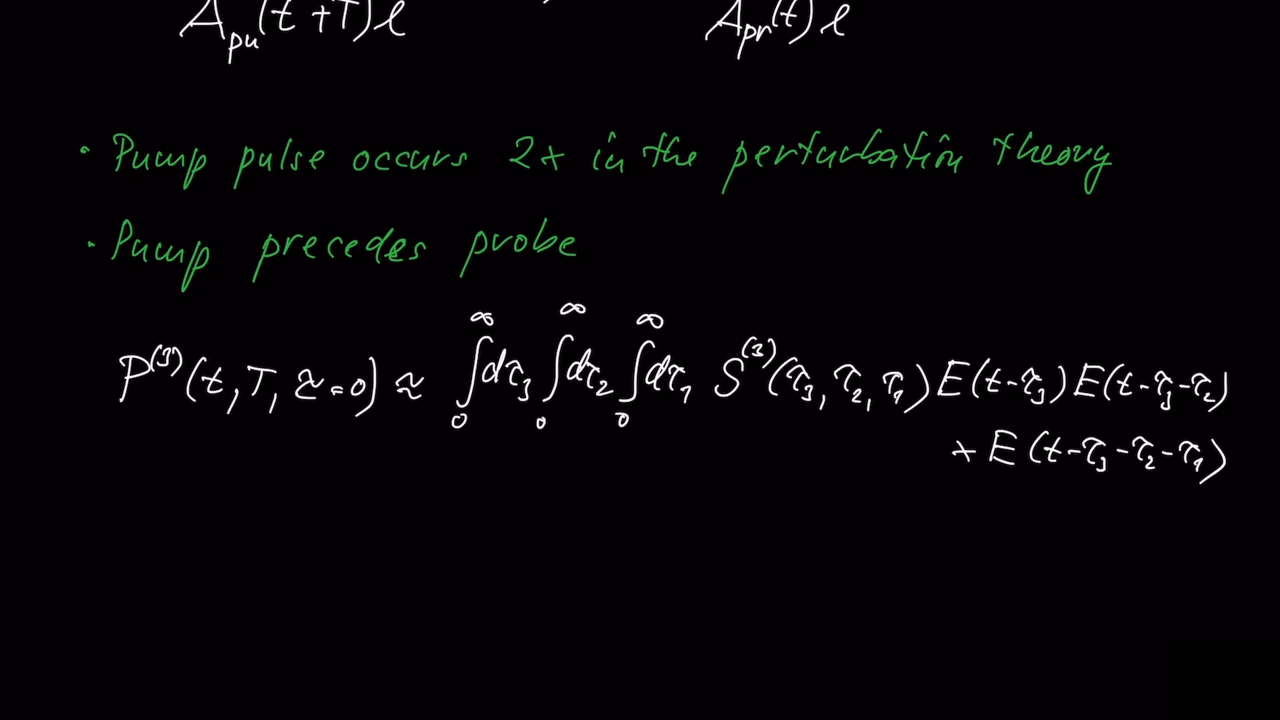 A_pu(t+T)e A_pr(t)e
· Pump pulse occurs 2x in the perturbation theory
· Pump precedes probe
P^(3)(t, T, τ=0) ≈ ∫_0^∞ dτ_3 ∫_0^∞ dτ_2 ∫_0^∞ dτ_1 S^(3)(τ_3, τ_2, τ_1) E(t-τ_3) E(t-τ_3-τ_2)
× E(t-τ_3-τ_2-τ_1)